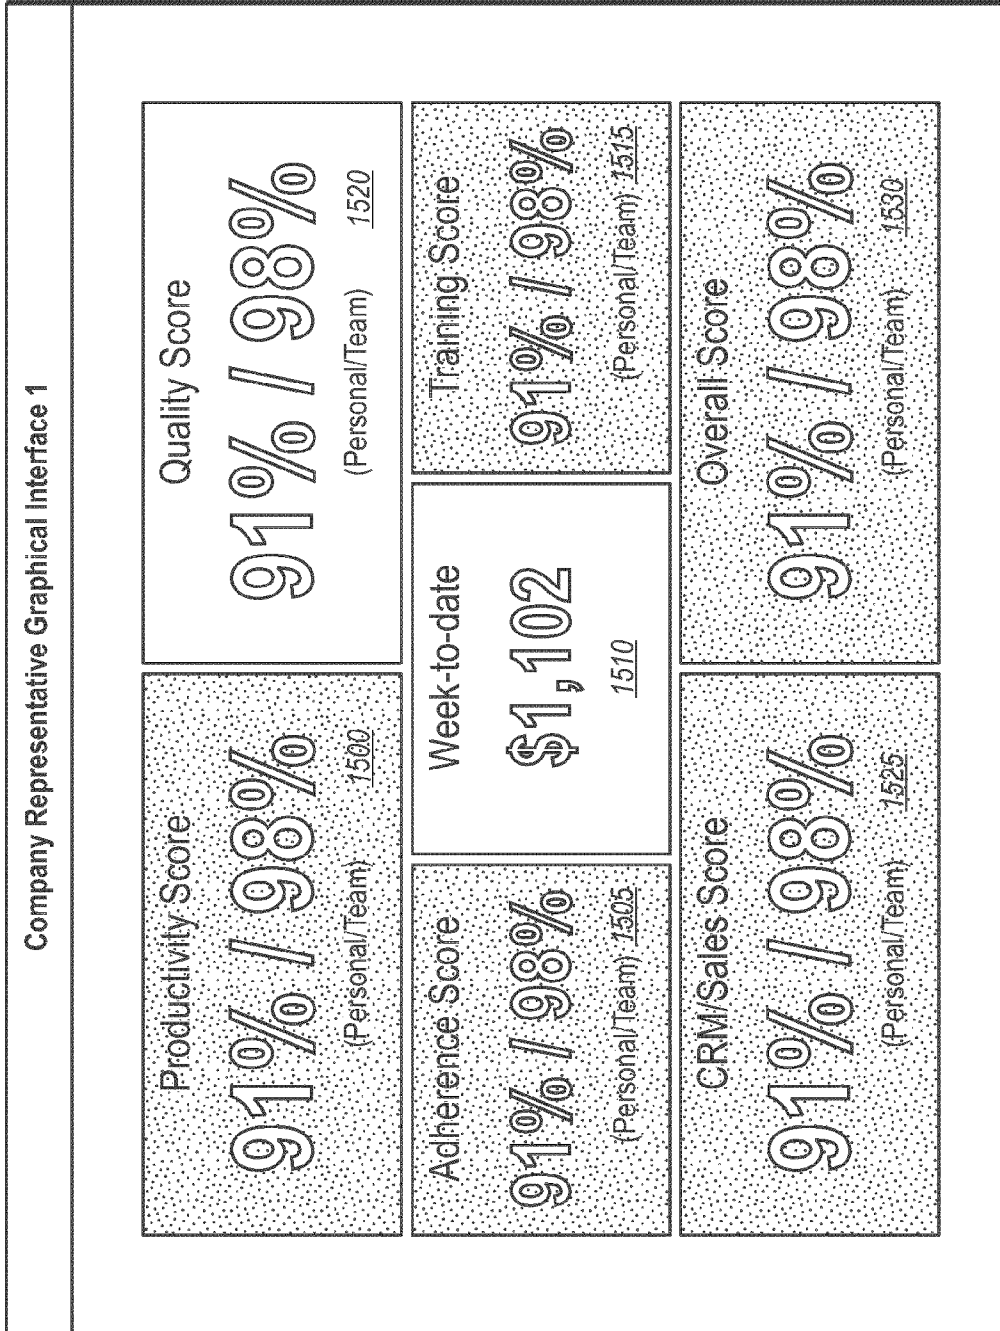 Company Representative Graphical Interface 1
Productivity Score
91% / 98%
(Personal/Team)
1500
Quality Score
91% / 98%
(Personal/Team)
1520
Adherence Score
91% / 98%
(Personal/Team) 1505
Week-to-date
$1,102
1510
Training Score
91% / 98%
(Personal/Team) 1515
CRM/Sales Score
91% / 98%
(Personal/Team)
1525
Overall Score
91% / 98%
(Personal/Team)
1530